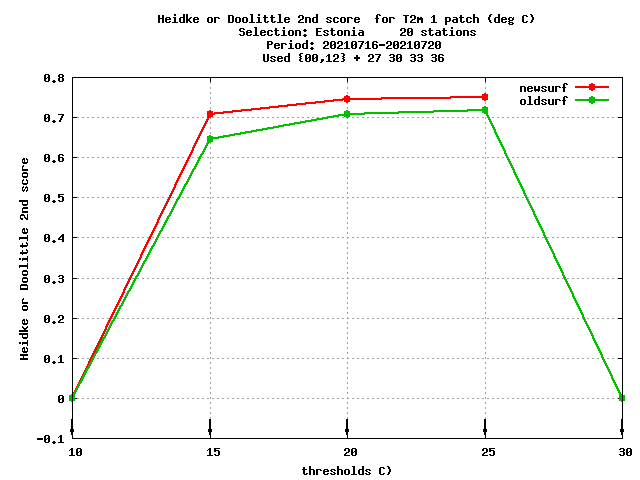 Heidke or Doolittle 2nd score  for T2m 1 patch (deg C)
Selection: Estonia     20 stations
Period: 20210716-20210720
Used {00,12} + 27 30 33 36
newsurf
oldsurf
0.8
0.7
0.6
0.5
0.4
0.3
0.2
0.1
0
-0.1
Heidke or Doolittle 2nd score
10 15 20 25 30
thresholds C)